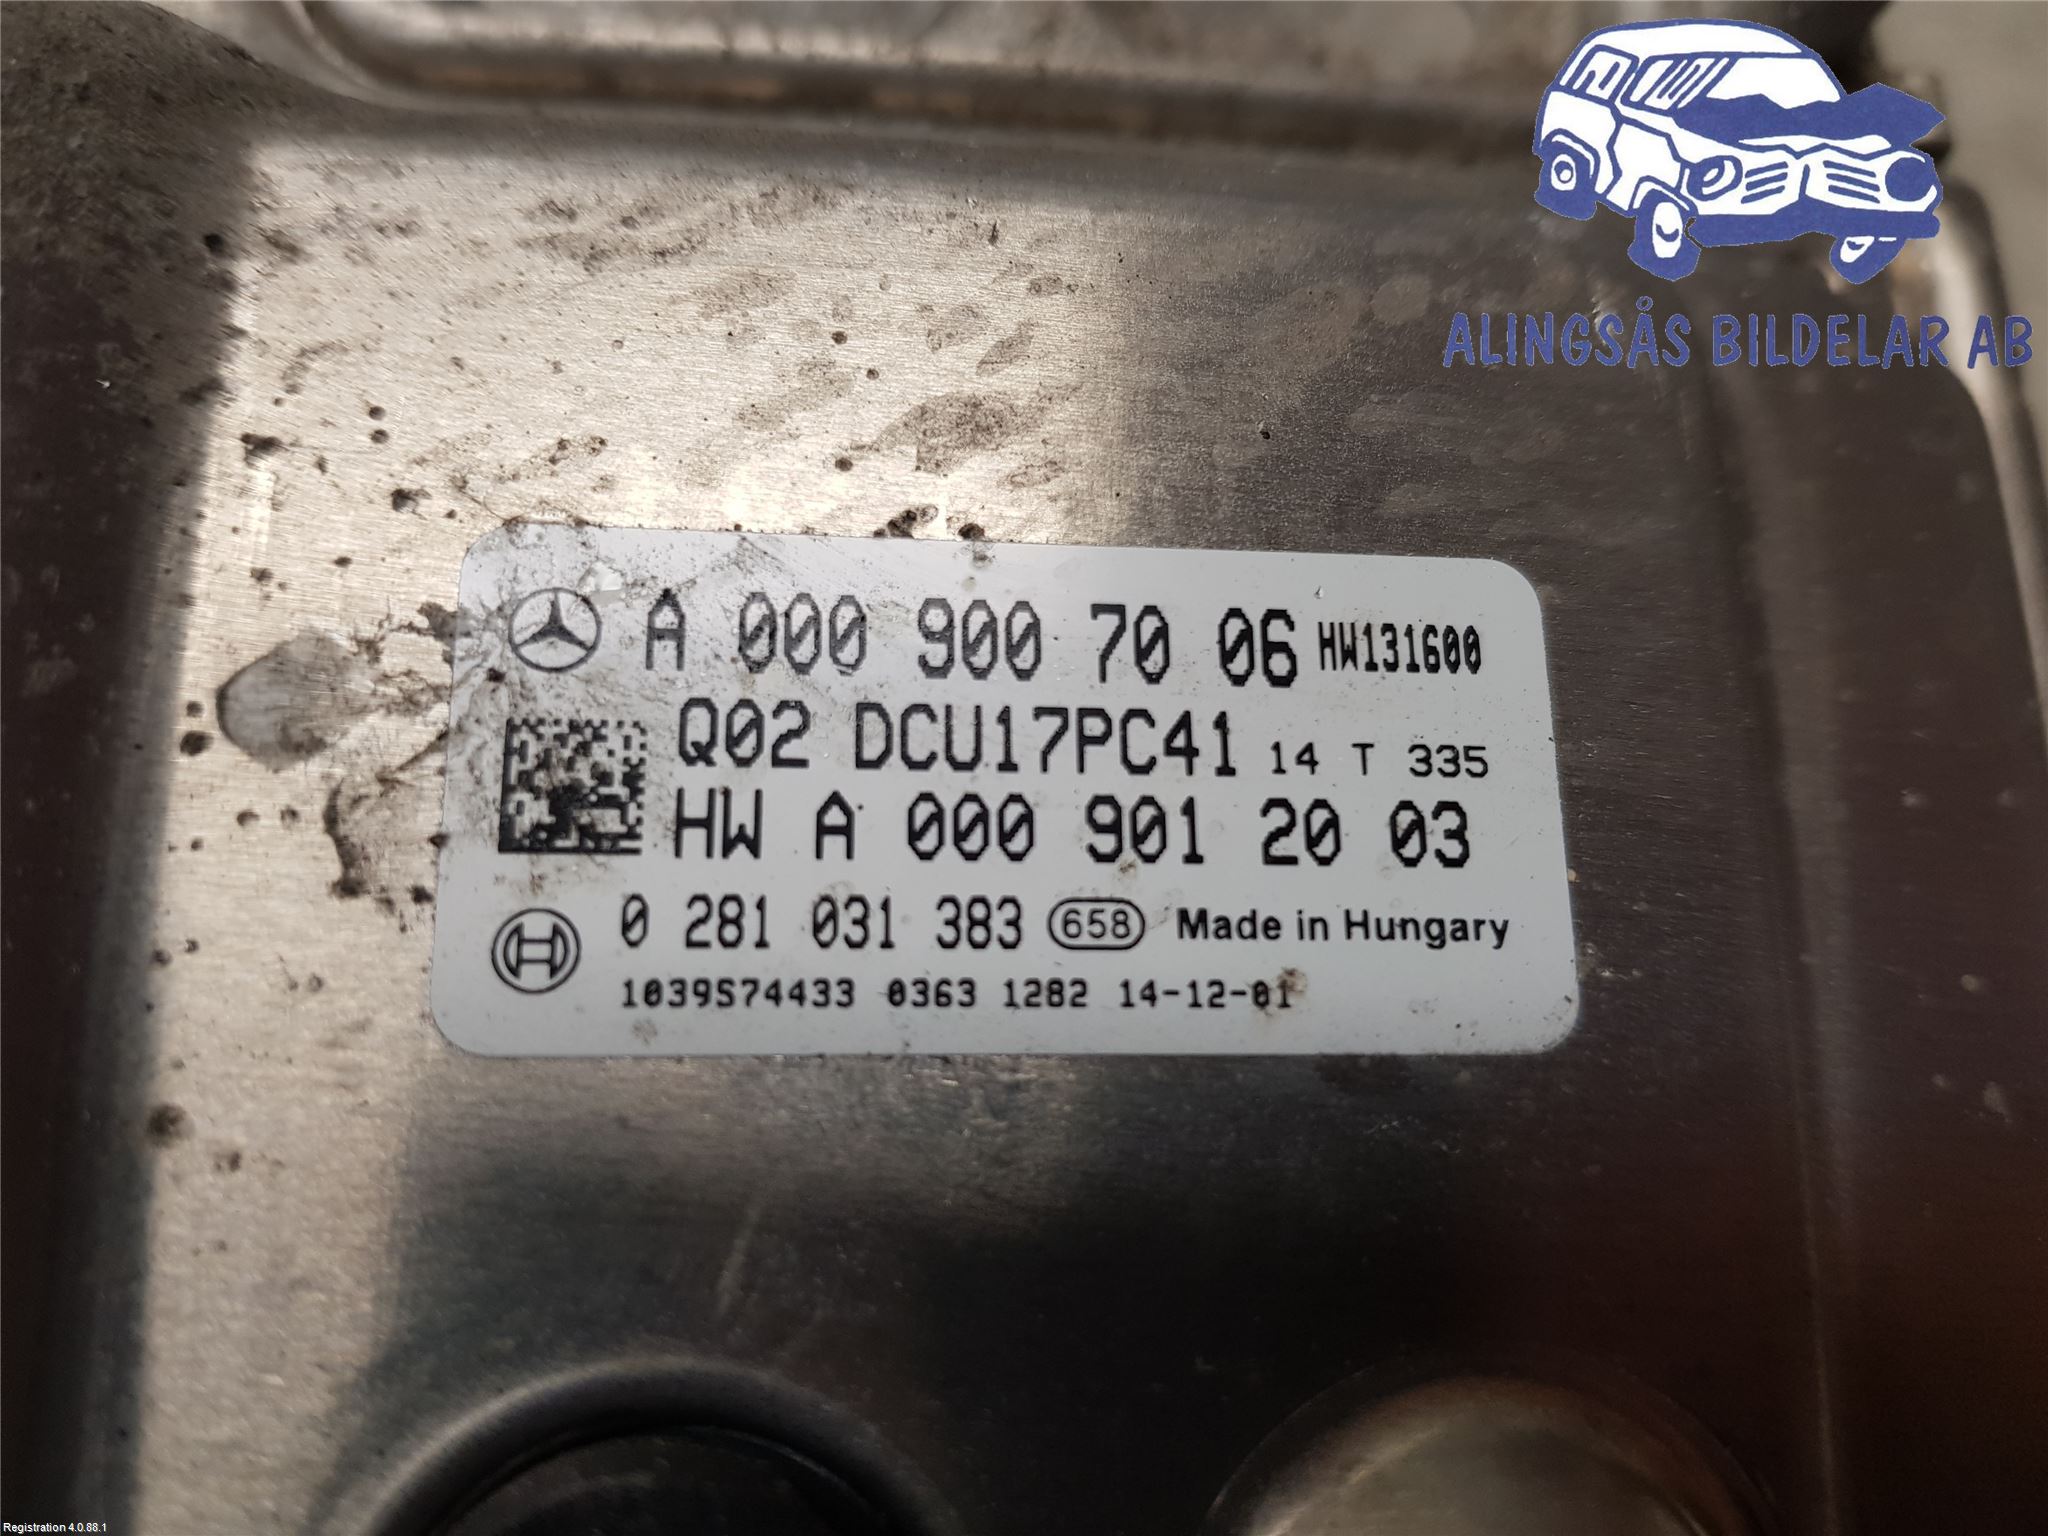 ALINGSÅS BILDELAR AB
A 000 900 70 06 HW131600
Q02 DCU17PC41 14 T 335
HW A 000 901 20 03
0 281 031 383 658 Made in Hungary
1039S74433 0363 1282 14-12-01
Registration 4.0.88.1